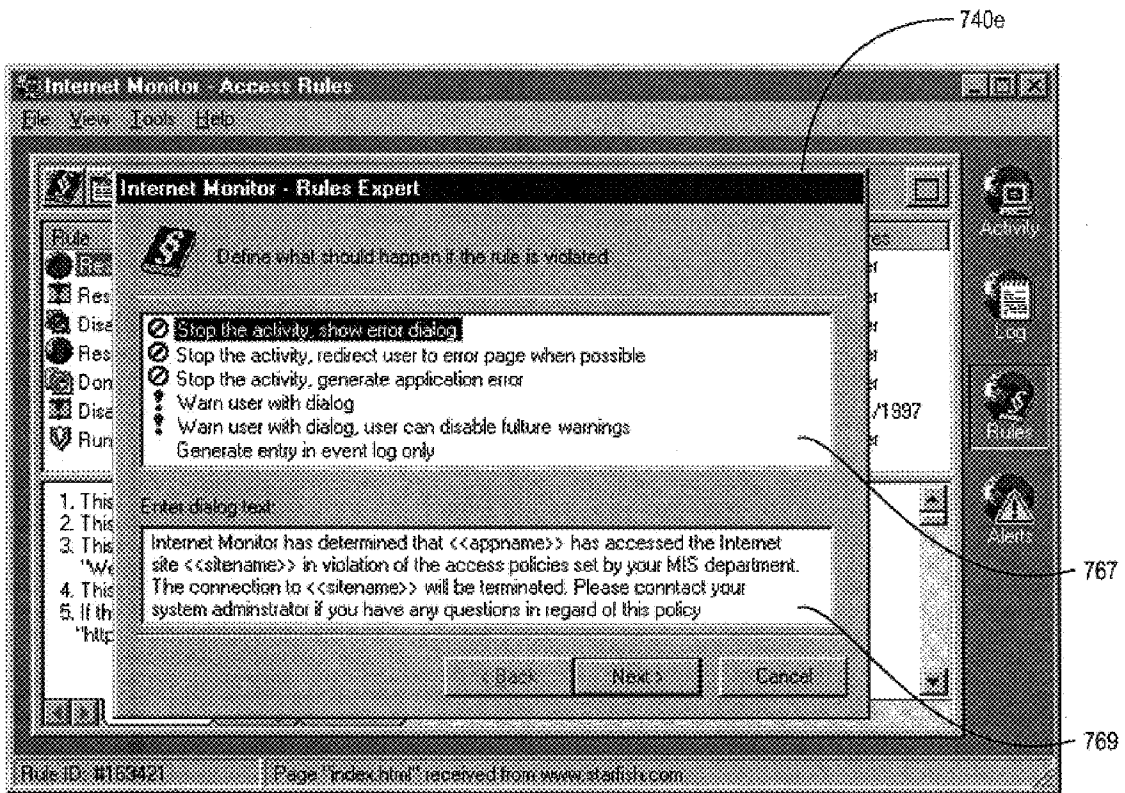 740e
Internet Monitor - Access Rules
File View Tools Help
Internet Monitor - Rules Expert
Define what should happen if the rule is violated
Rule
Res
Disa
Res
Don
Disa
Run
/1997
Stop the activity, show error dialog
Stop the activity, redirect user to error page when possible
Stop the activity, generate application error
Warn user with dialog
Warn user with dialog, user can disable fulture warnings
Generate entry in event log only
767
Enter dialog text:
Internet Monitor has determined that <<appname>> has accessed the Internet
site <<sitename>> in violation of the access policies set by your MIS department.
The connection to <<sitename>> will be terminated. Please conntact your
system adminstrator if you have any questions in regard of this policy
769
1. This
2. This
3. This
"We
4. This
5. If th
"http
< Back
Next >
Cancel
Activity
Log
Rules
Alerts
Rule ID: #163421
Page "index.html" received from www.starfish.com